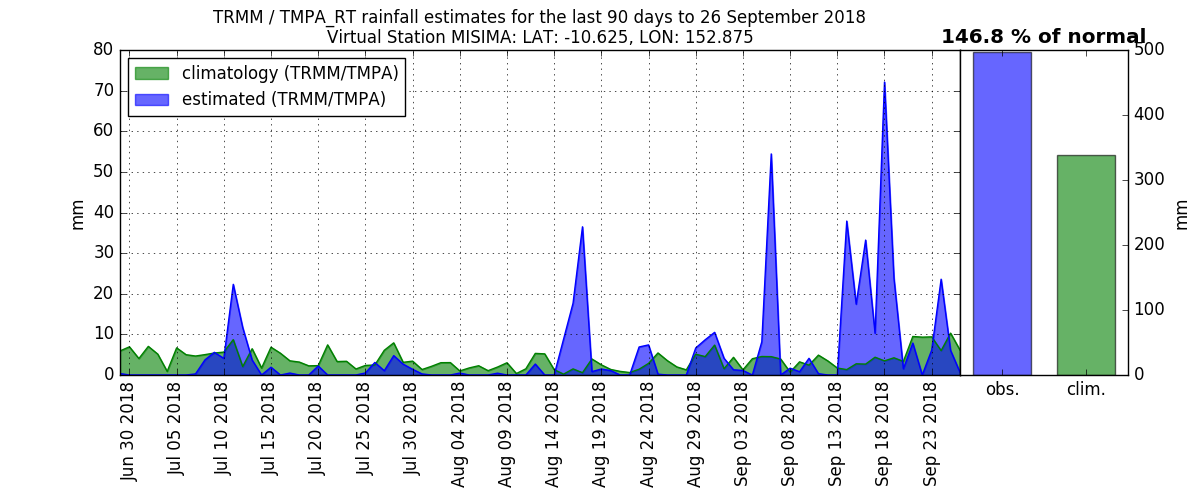 TRMM / TMPA_RT rainfall estimates for the last 90 days to 26 September 2018
Virtual Station MISIMA: LAT: -10.625, LON: 152.875
146.8 % of normal
climatology (TRMM/TMPA)
estimated (TRMM/TMPA)
mm
80
70
60
50
40
30
20
10
0
Jun 30 2018
Jul 05 2018
Jul 10 2018
Jul 15 2018
Jul 20 2018
Jul 25 2018
Jul 30 2018
Aug 04 2018
Aug 09 2018
Aug 14 2018
Aug 19 2018
Aug 24 2018
Aug 29 2018
Sep 03 2018
Sep 08 2018
Sep 13 2018
Sep 18 2018
Sep 23 2018
obs.
clim.
500
400
300
200
100
0
mm